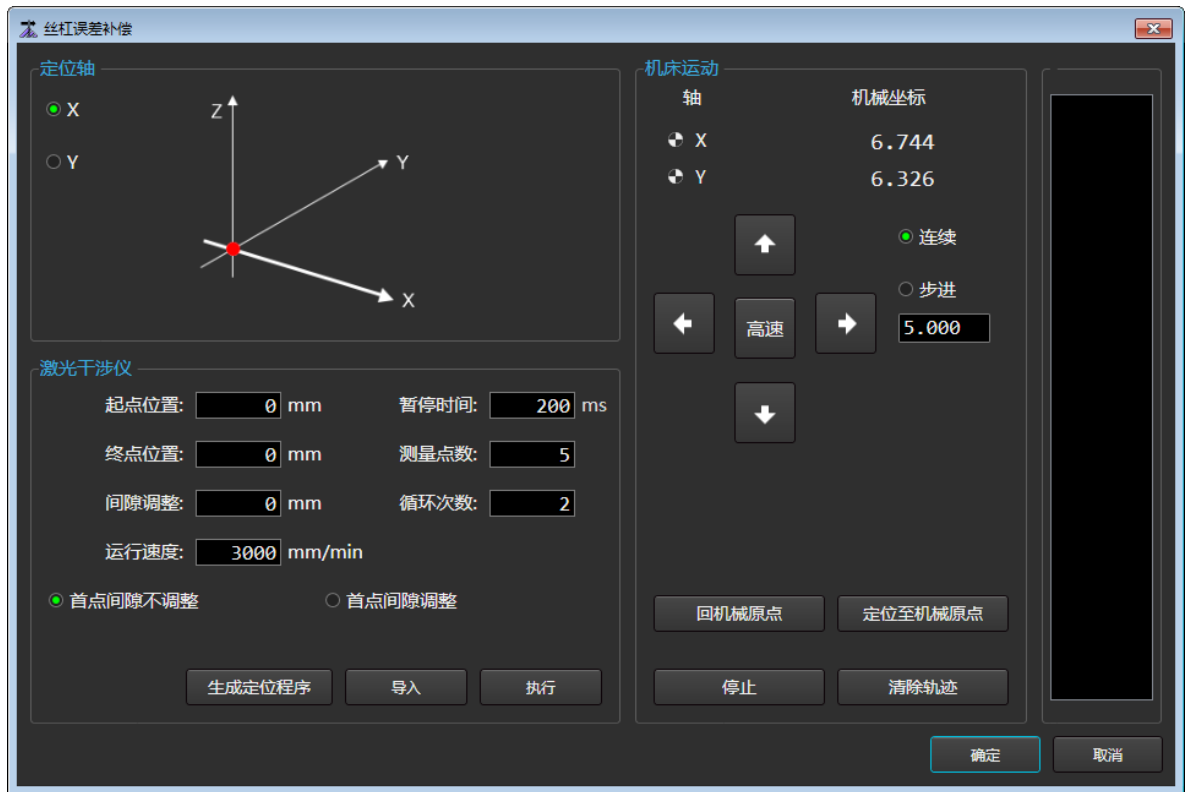 丝杠误差补偿
定位轴
X
Y
Z
Y
X
激光干涉仪
起点位置: 0 mm 暂停时间: 200 ms
终点位置: 0 mm 测量点数: 5
间隙调整: 0 mm 循环次数: 2
运行速度: 3000 mm/min
首点间隙不调整 首点间隙调整
生成定位程序 导入 执行
机床运动
轴 机械坐标
X 6.744
Y 6.326
连续
步进
高速 5.000
回机械原点 定位至机械原点
停止 清除轨迹
确定 取消